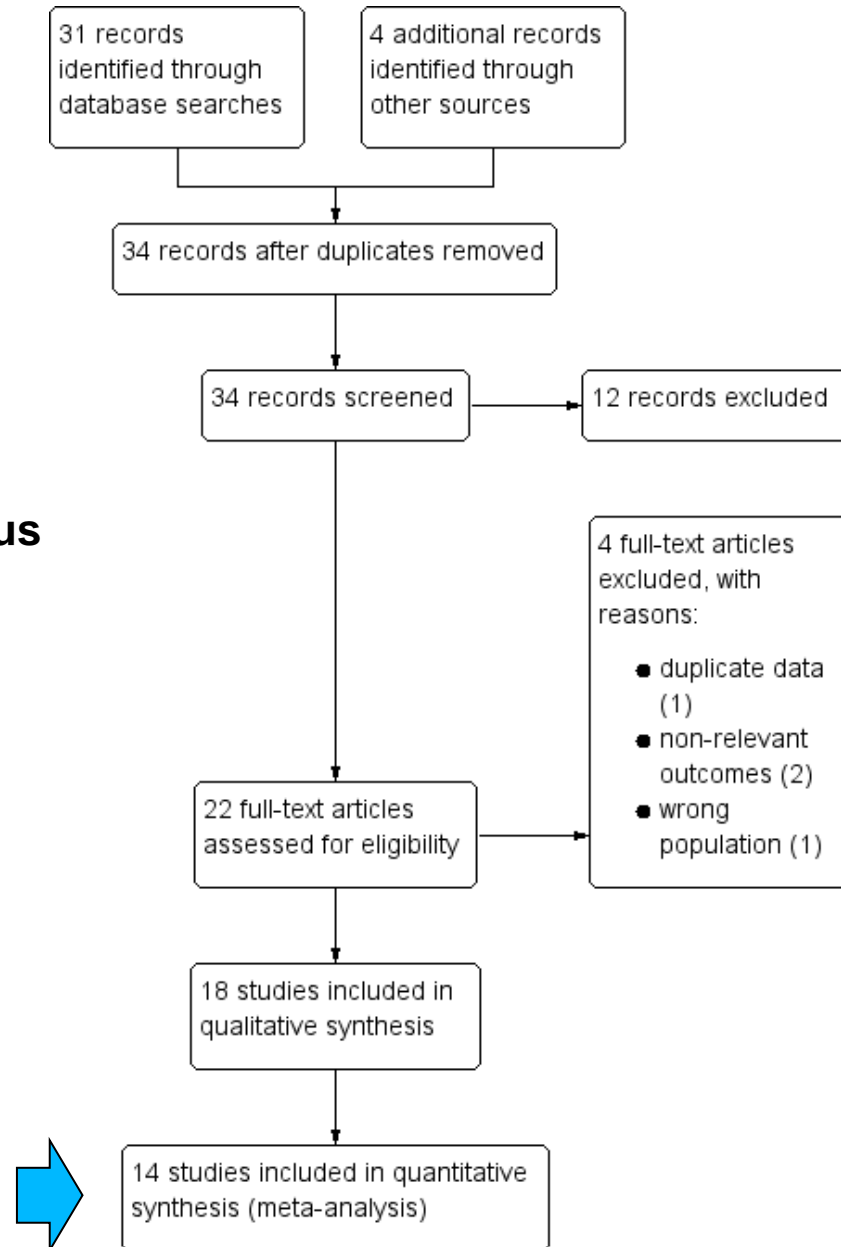 31 records
identified through
database searches
4 additional records
identified through
other sources
34 records after duplicates removed
34 records screened
12 records excluded
us
4 full-text articles
excluded, with
reasons:
● duplicate data
(1)
● non-relevant
outcomes (2)
● wrong
population (1)
22 full-text articles
assessed for eligibility
18 studies included in
qualitative synthesis
14 studies included in quantitative
synthesis (meta-analysis)